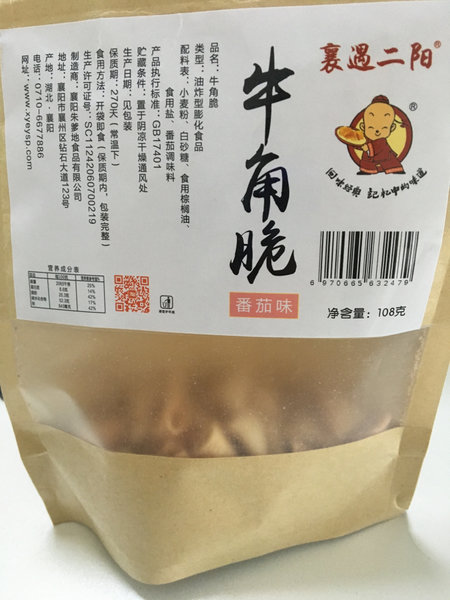 襄遇二阳®
®
回味经典 记忆中的味道
牛角脆
番茄味
6970665632479
净含量：108克
品名：牛角脆
类型：油炸型膨化食品
配料表：小麦粉、白砂糖、食用棕榈油、
食用盐、番茄调味料
产品执行标准：GB17401
贮藏条件：置于阴凉干燥通风处
生产日期：见包装
保质期：270天（常温下）
食用方法：开袋即食（保质期内，包装完整）
生产许可证号：SC11242060700219
制造商：襄阳朱爹地食品有限公司
地址：襄阳市襄州区钻石大道123号
产地：湖北·襄阳
电话：0710-6677886
网址：www.xyeysp.com
营养成分表